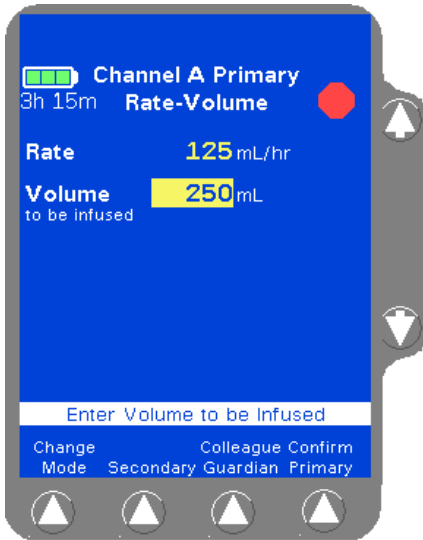 Channel A Primary
3h 15m Rate-Volume
Rate 125 mL/hr
Volume 250 mL
to be infused
Enter Volume to be Infused
Change Colleague Confirm
Mode Secondary Guardian Primary